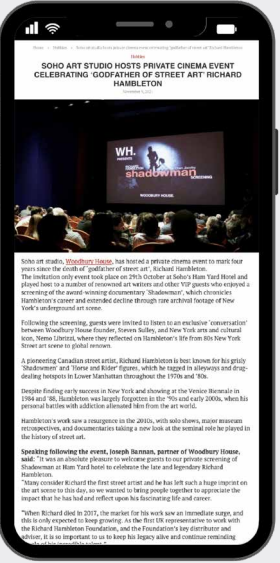 SOHO ART STUDIO HOSTS PRIVATE CINEMA EVENT
CELEBRATING 'GODFATHER OF STREET ART' RICHARD
HAMBLETON
WH.
PRESENTS
shadowman
SCREENING
WOODBURY HOUSE.
Soho art studio, Woodbury House, has hosted a private cinema event to mark four
years since the death of 'godfather of street art', Richard Hambleton.
The invitation only event took place on 29th October at Soho's Ham Yard Hotel and
played host to a number of renowned art writers and other VIP guests who enjoyed a
screening of the award-winning documentary 'Shadowman', which chronicles
Hambleton's career and extended decline through rare archival footage of New
York's underground art scene.
Following the screening, guests were invited to listen to an exclusive 'conversation'
between Woodbury House founder, Steven Sulley, and New York arts and cultural
icon, Nemo Librizzi, where they reflected on Hambleton's life from 80s New York
Street art scene to global renown.
A pioneering Canadian street artist, Richard Hambleton is best known for his grisly
'Shadowmen' and 'Horse and Rider' figures, which he tagged in alleyways and drug-
dealing hotspots in Lower Manhattan throughout the 1970s and '80s.
Despite finding early success in New York and showing at the Venice Biennale in
1984 and '88, Hambleton was largely forgotten in the '90s and early 2000s, when his
personal battles with addiction alienated him from the art world.
Hambleton's work saw a resurgence in the 2010s, with solo shows, major museum
retrospectives, and documentaries taking a new look at the seminal role he played in
the history of street art.
Speaking following the event, Joseph Bannan, partner of Woodbury House,
said: "It was an absolute pleasure to welcome guests to our private screening of
Shadowman at Ham Yard hotel to celebrate the late and legendary Richard
Hambleton.
"Many consider Richard the first street artist and he has left such a huge imprint on
the art scene to this day, so we wanted to bring people together to appreciate the
impact that he has had and reflect upon his fascinating life and career.
"When Richard died in 2017, the market for his work saw an immediate surge, and
this is only expected to keep growing. As the first UK representative to work with
the Richard Hambleton Foundation, and the Foundation's key distributor and
adviser, it is so important to us to keep his legacy alive and continue reminding